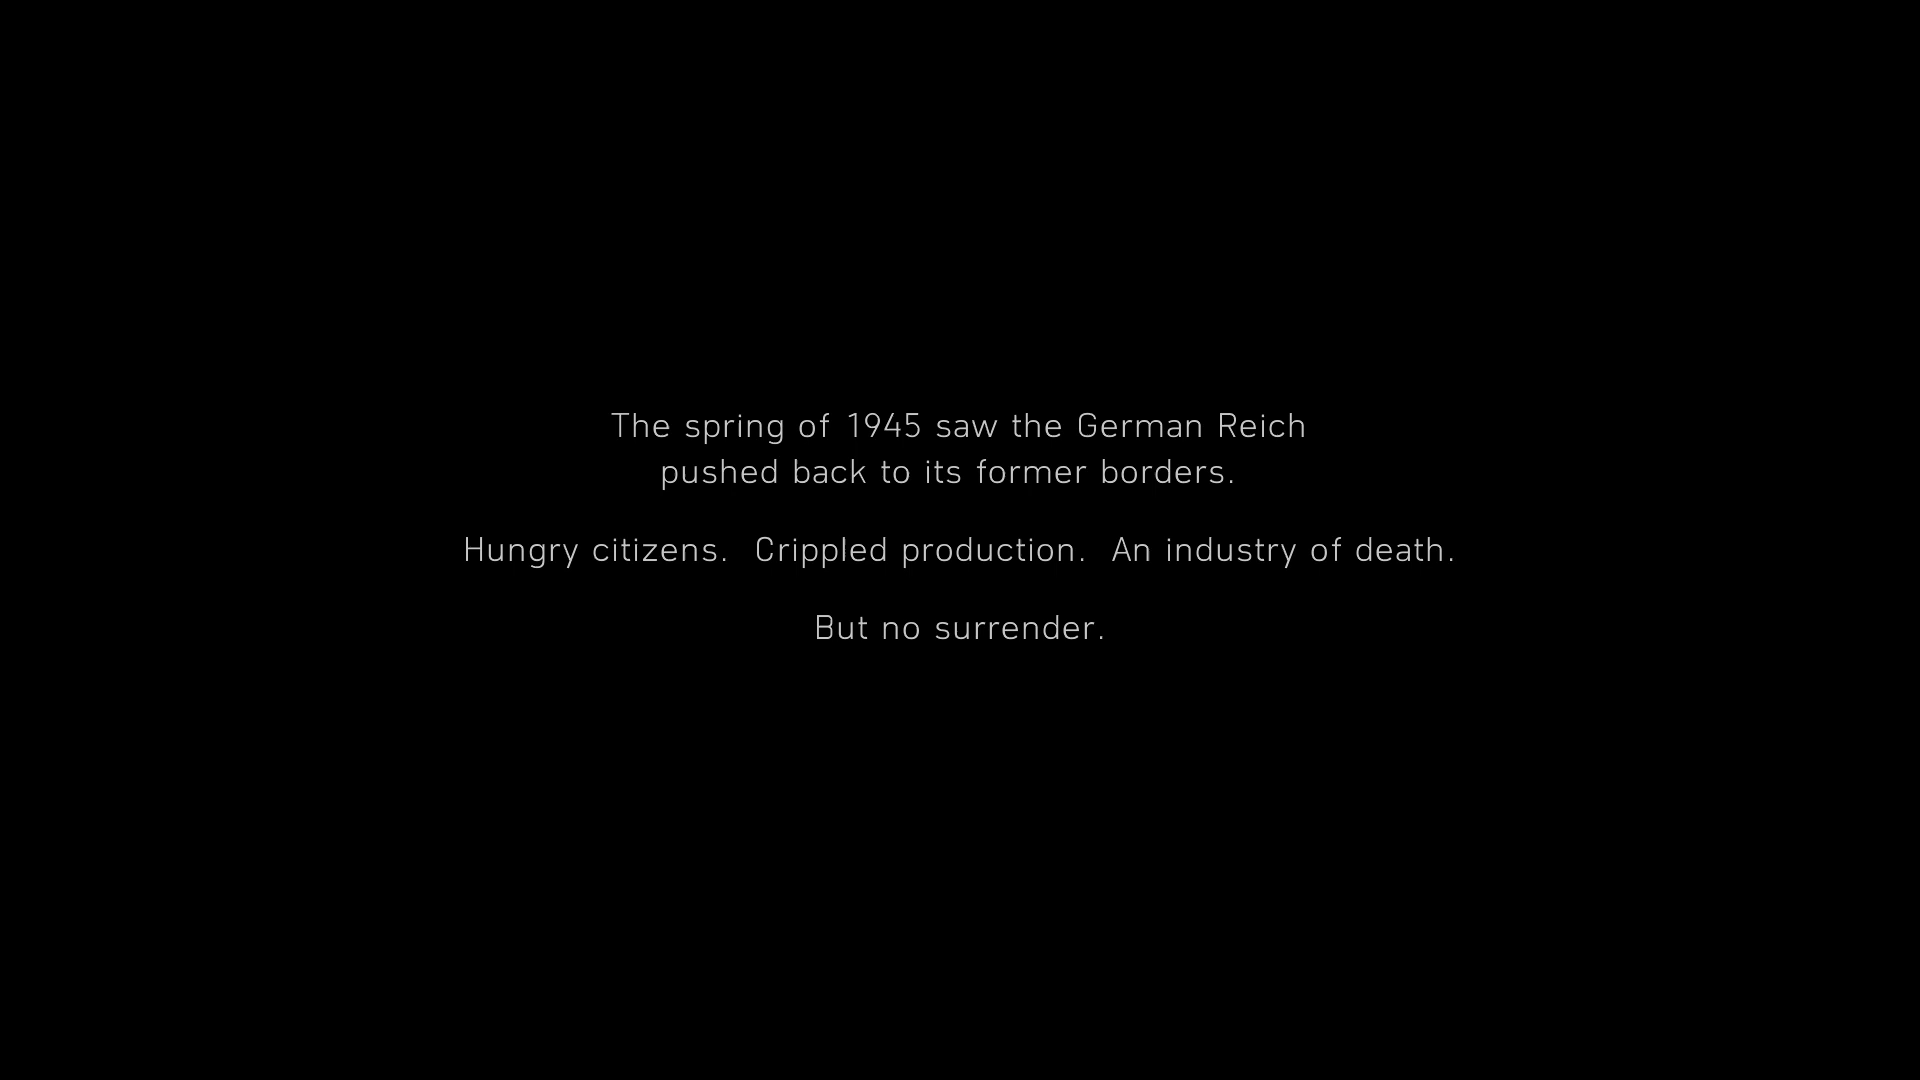 The spring of 1945 saw the German Reich
pushed back to its former borders.
Hungry citizens.  Crippled production.  An industry of death.
But no surrender.